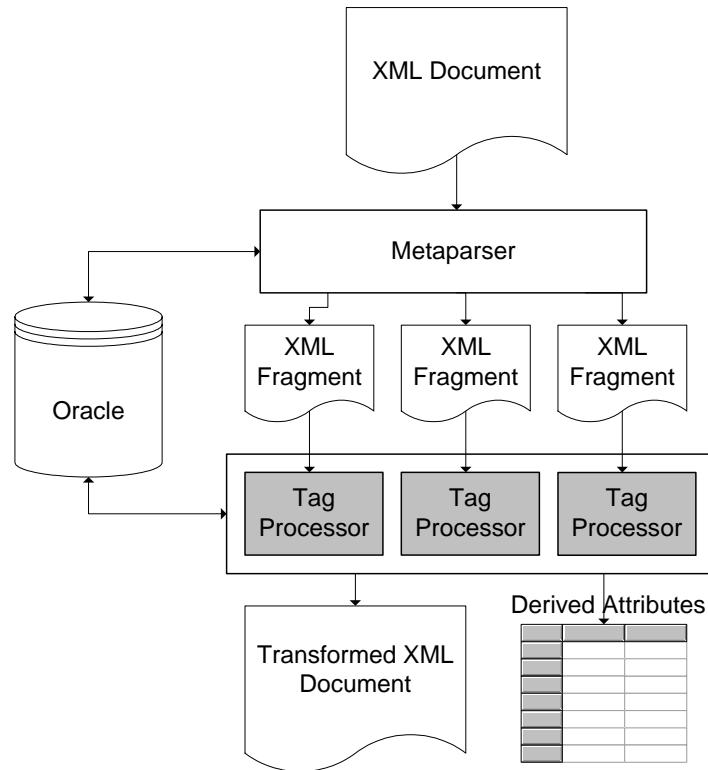 XML Document
Metaparser
XML
Fragment
XML
Fragment
XML
Fragment
Oracle
Tag
Processor
Tag
Processor
Tag
Processor
Derived Attributes
Transformed XML
Document